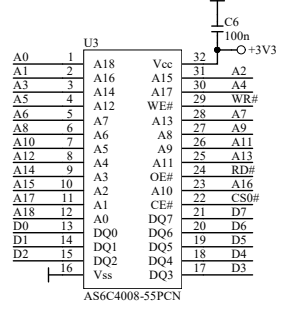 C6
100n
+3V3
U3
A0 1 A18 Vcc 32
A1 2 A16 A15 31 A2
A3 3 A14 A17 30 A4
A5 4 A12 WE# 29 WR#
A6 5 A7 A13 28 A7
A8 6 A6 A8 27 A9
A10 7 A5 A9 26 A11
A12 8 A4 A11 25 A13
A14 9 A3 OE# 24 RD#
A15 10 A2 A10 23 A16
A17 11 A1 CE# 22 CS0#
A18 12 A0 DQ7 21 D7
D0 13 DQ0 DQ6 20 D6
D1 14 DQ1 DQ5 19 D5
D2 15 DQ2 DQ4 18 D4
16 Vss DQ3 17 D3
AS6C4008-55PCN